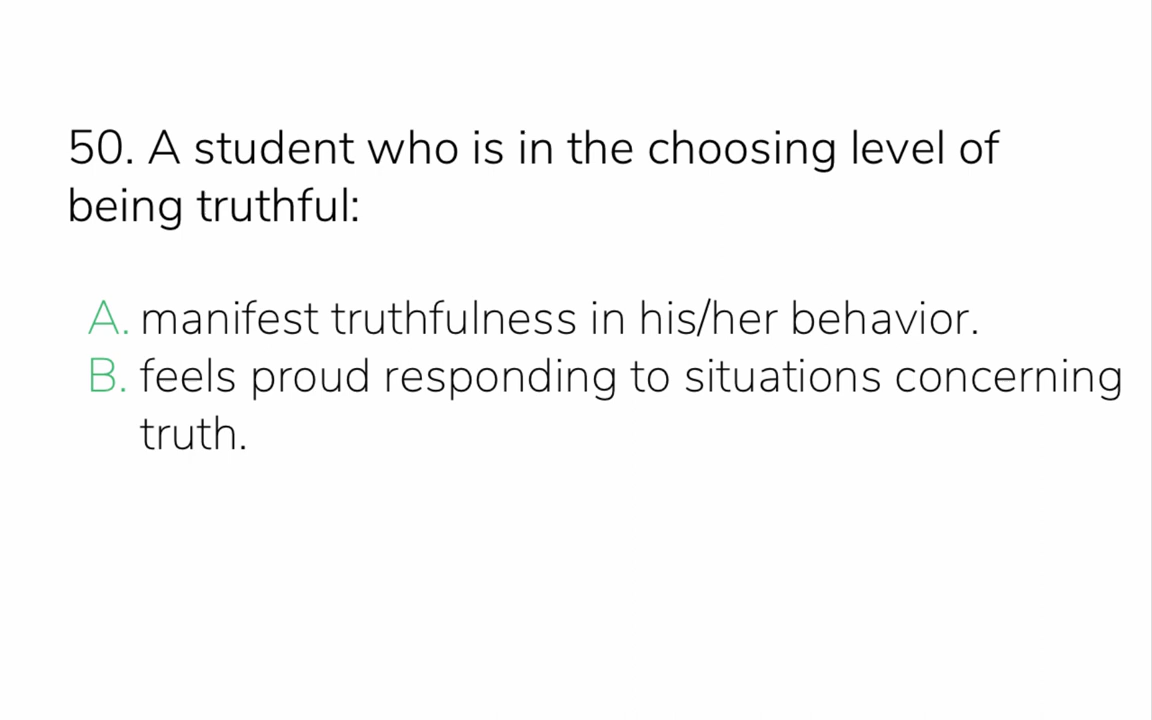 50. A student who is in the choosing level of
being truthful:
A. manifest truthfulness in his/her behavior.
B. feels proud responding to situations concerning
truth.